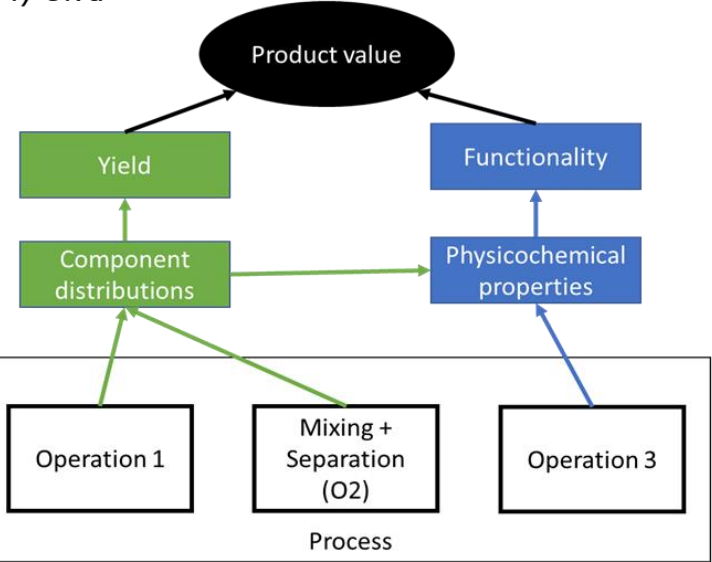 Product value
Yield
Functionality
Component
distributions
Physicochemical
properties
Operation 1
Mixing +
Separation
(O2)
Operation 3
Process